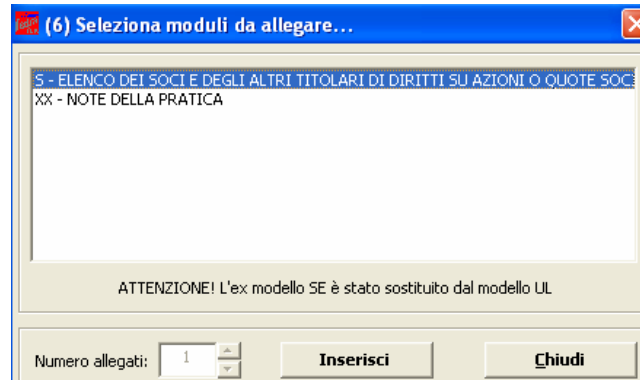 (6) Seleziona moduli da allegare...
S - ELENCO DEI SOCI E DEGLI ALTRI TITOLARI DI DIRITTI SU AZIONI O QUOTE SOC
XX - NOTE DELLA PRATICA
ATTENZIONE! L'ex modello SE è stato sostituito dal modello UL
Numero allegati: 1 Inserisci Chiudi